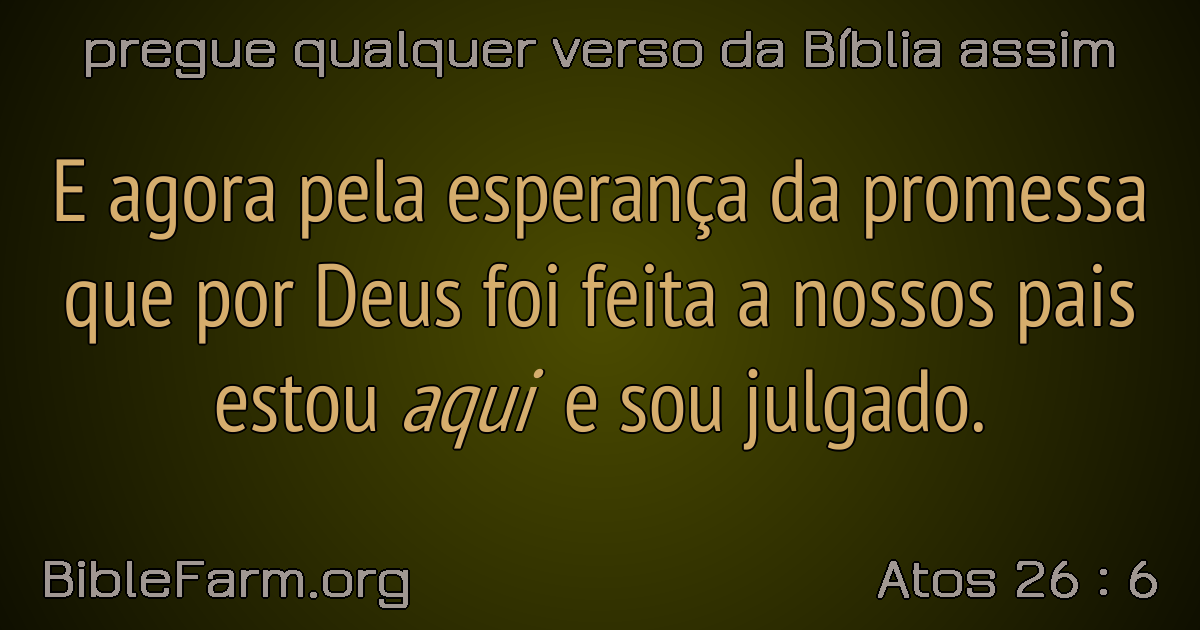 pregue qualquer verso da Bíblia assim
E agora pela esperança da promessa
que por Deus foi feita a nossos pais
estou aqui e sou julgado.
BibleFarm.org
Atos 26 : 6